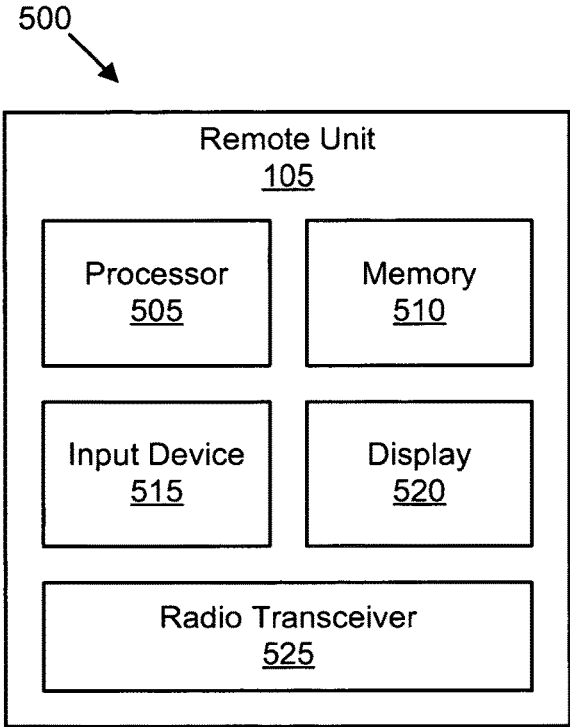 500
Remote Unit
105
Processor
505
Memory
510
Input Device
515
Display
520
Radio Transceiver
525